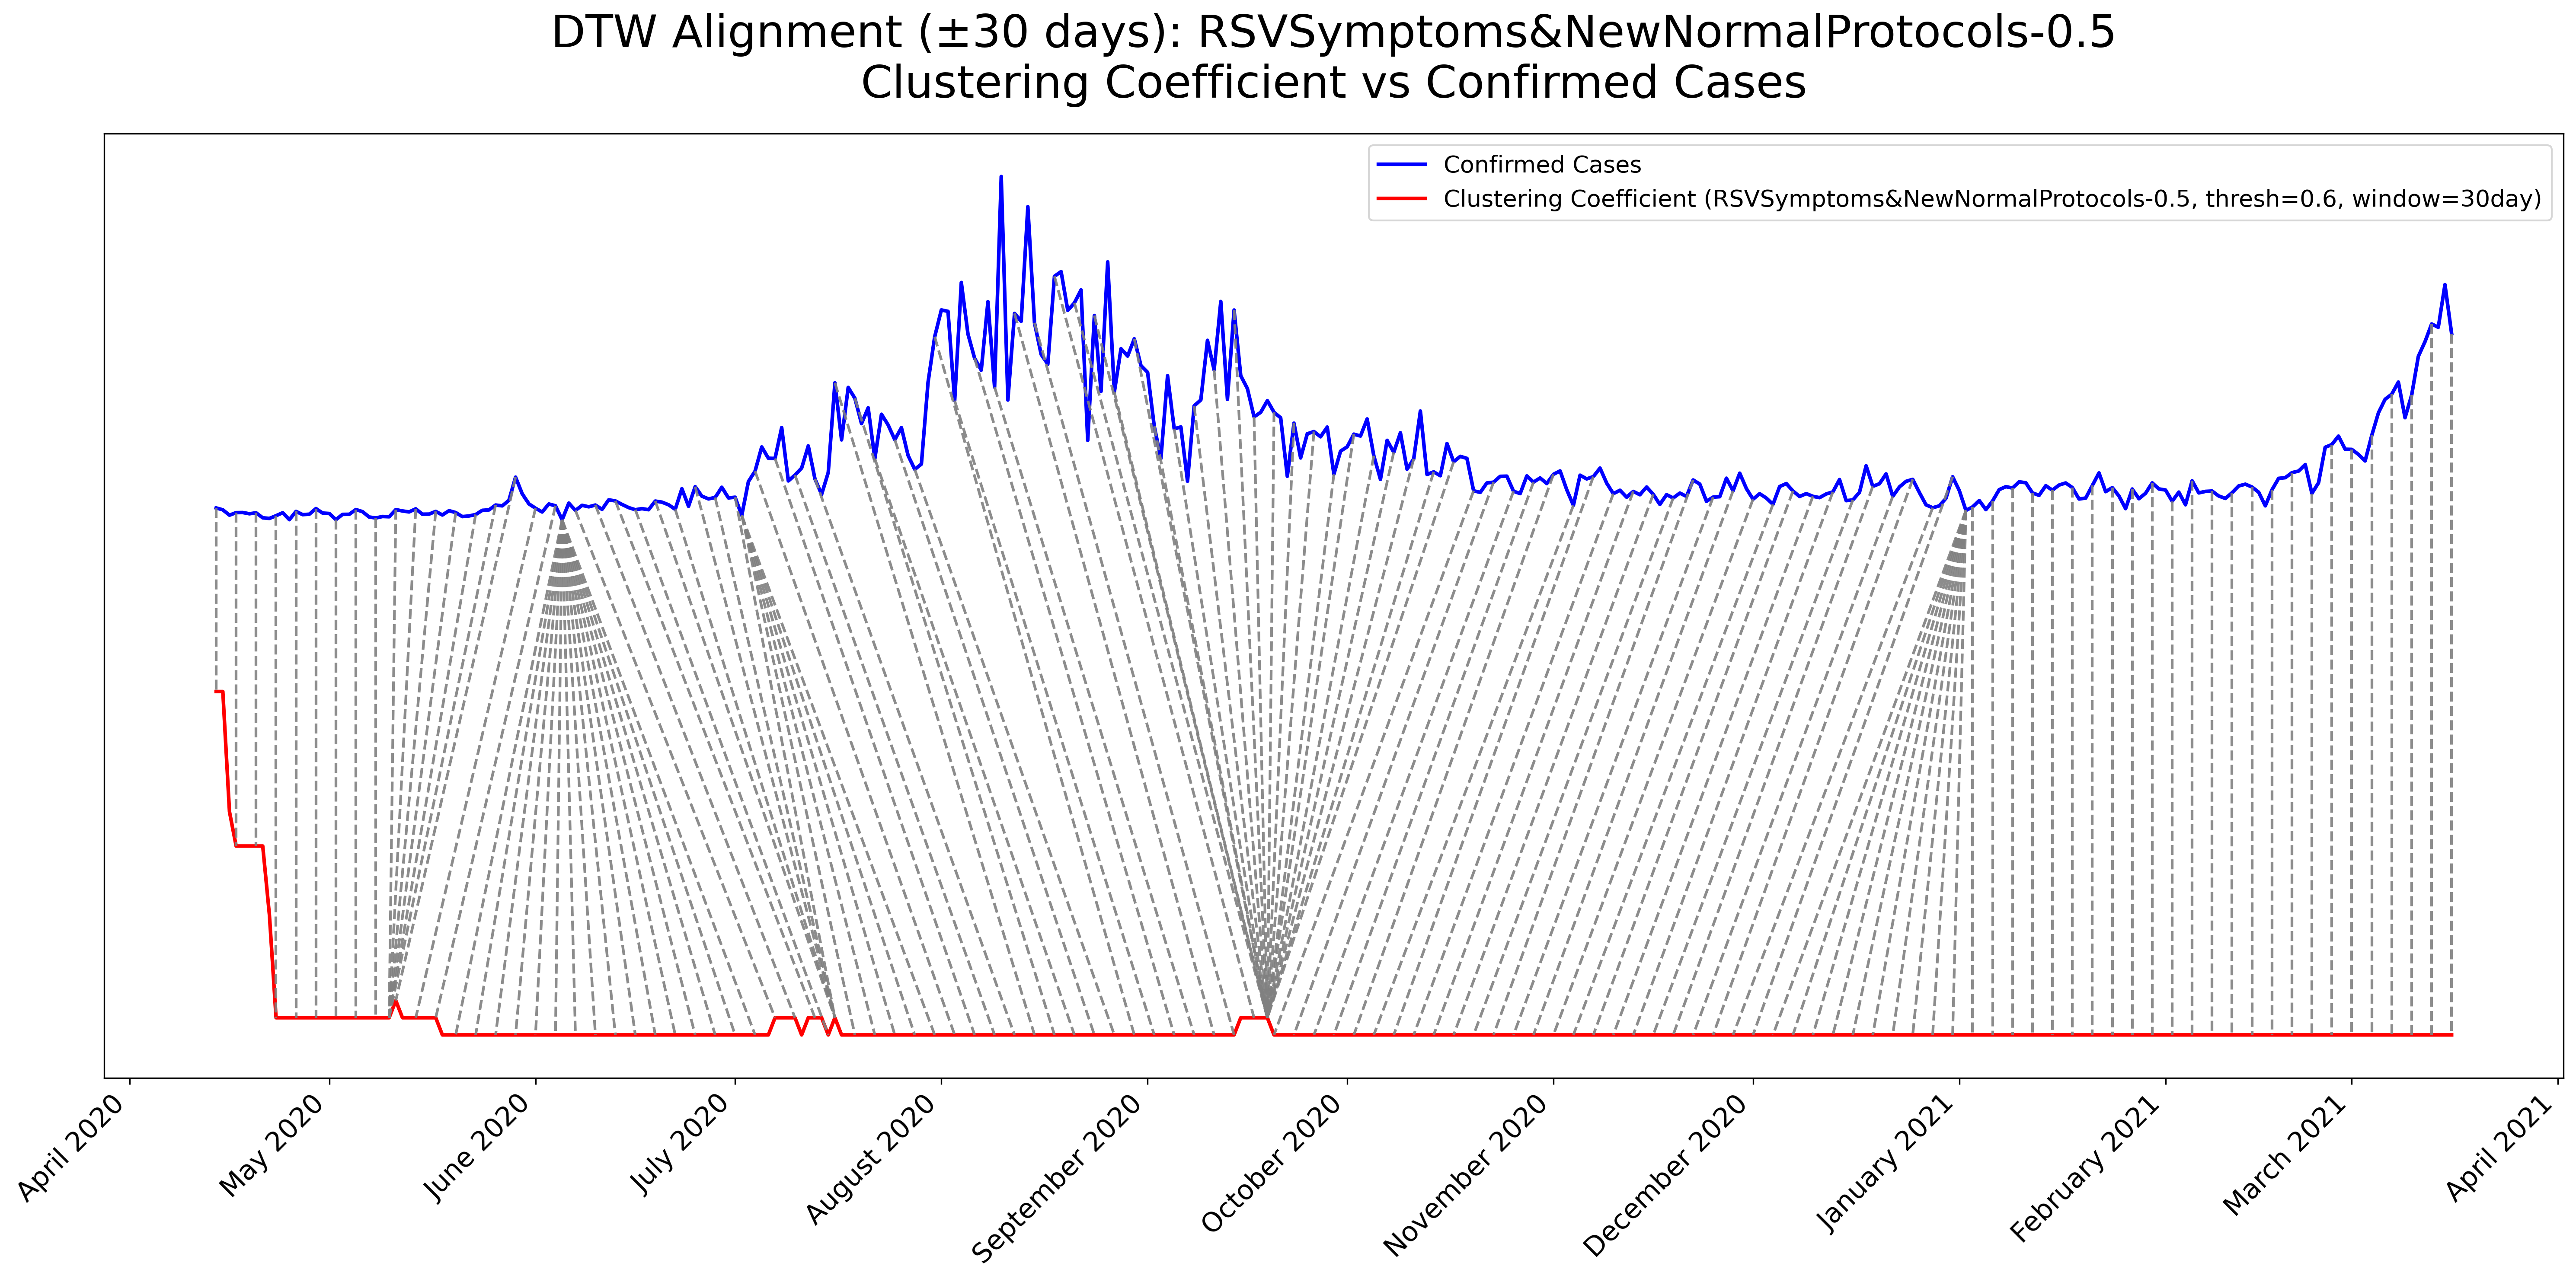 DTW Alignment (±30 days): RSVSymptoms&NewNormalProtocols-0.5
Clustering Coefficient vs Confirmed Cases
Confirmed Cases
Clustering Coefficient (RSVSymptoms&NewNormalProtocols-0.5, thresh=0.6, window=30day)
April 2020
May 2020
June 2020
July 2020
August 2020
September 2020
October 2020
November 2020
December 2020
January 2021
February 2021
March 2021
April 2021